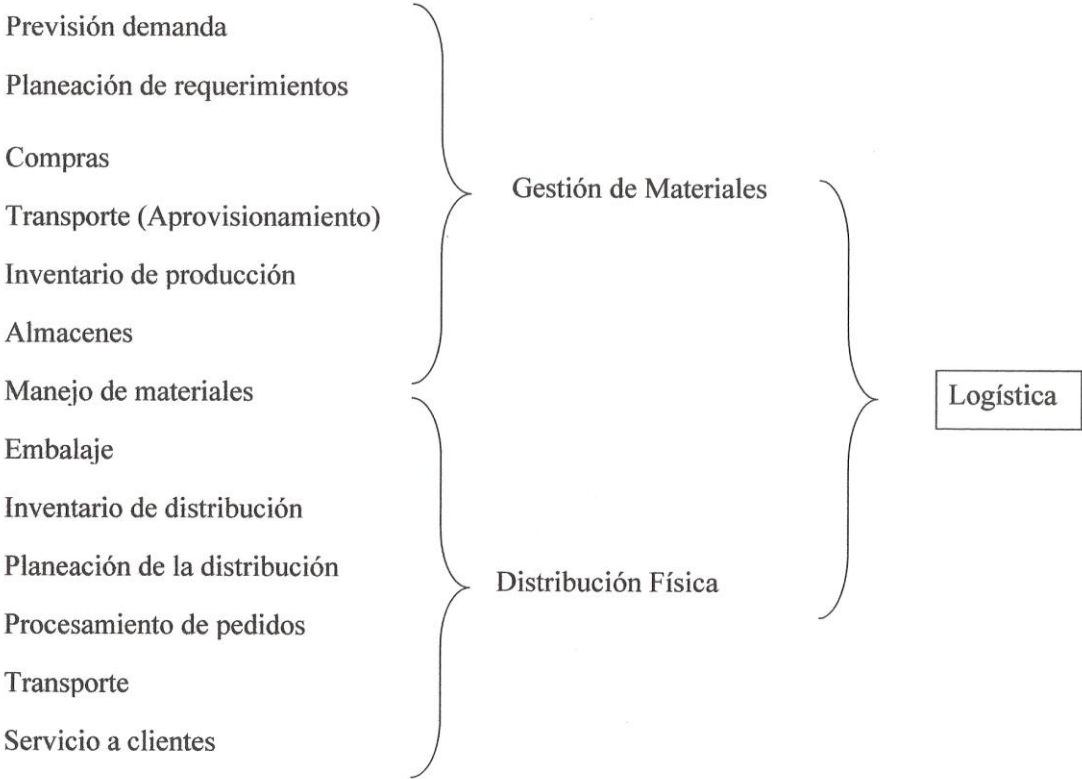 Previsión demanda
Planeación de requerimientos
Compras
Transporte (Aprovisionamiento)
Inventario de producción
Almacenes
Manejo de materiales
Embalaje
Inventario de distribución
Planeación de la distribución
Procesamiento de pedidos
Transporte
Servicio a clientes
Gestión de Materiales
Distribución Física
Logística